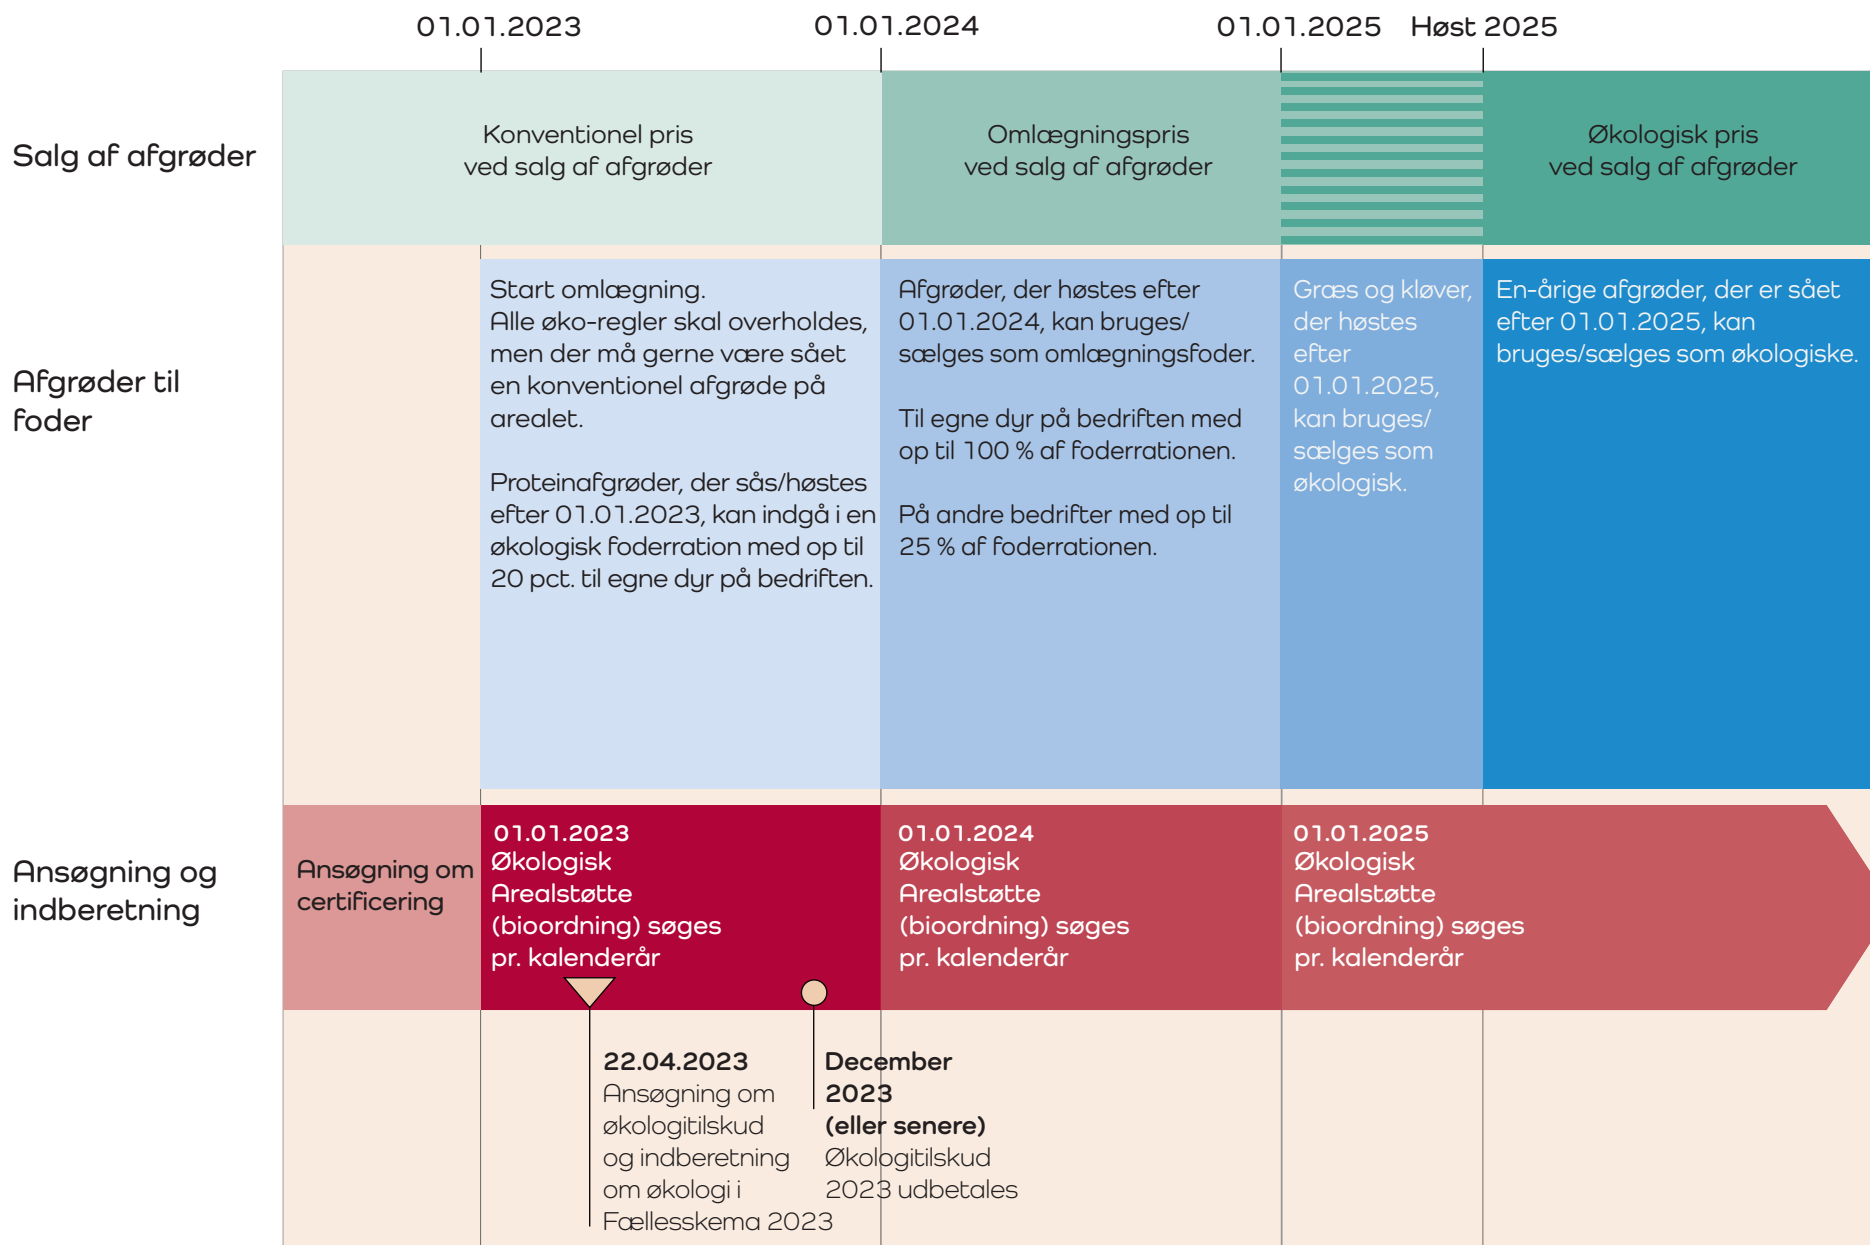 01.01.2023
01.01.2024
01.01.2025
Høst 2025
Salg af afgrøder
Konventionel pris
ved salg af afgrøder
Omlægningspris
ved salg af afgrøder
Økologisk pris
ved salg af afgrøder
Afgrøder til
foder
Start omlægning.
Alle øko-regler skal overholdes,
men der må gerne være sået
en konventionel afgrøde på
arealet.
Proteinafgrøder, der sås/høstes
efter 01.01.2023, kan indgå i en
økologisk foderration med op til
20 pct. til egne dyr på bedriften.
Afgrøder, der høstes efter
01.01.2024, kan bruges/
sælges som omlægningsfoder.
Til egne dyr på bedriften med
op til 100 % af foderrationen.
På andre bedrifter med op til
25 % af foderrationen.
Græs og kløver,
der høstes
efter
01.01.2025,
kan bruges/
sælges som
økologisk.
En-årige afgrøder, der er sået
efter 01.01.2025, kan
bruges/sælges som økologiske.
Ansøgning og
indberetning
Ansøgning om
certificering
01.01.2023
Økologisk
Arealstøtte
(bioordning) søges
pr. kalenderår
01.01.2024
Økologisk
Arealstøtte
(bioordning) søges
pr. kalenderår
01.01.2025
Økologisk
Arealstøtte
(bioordning) søges
pr. kalenderår
22.04.2023
Ansøgning om
økologitilskud
og indberetning
om økologi i
Fællesskema 2023
December
2023
(eller senere)
Økologitilskud
2023 udbetales